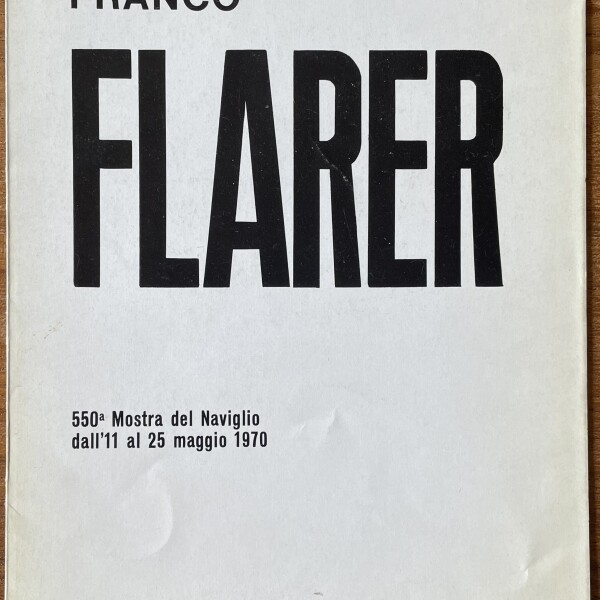 FRANCO
FLARER
550ª Mostra del Naviglio
dall'11 al 25 maggio 1970